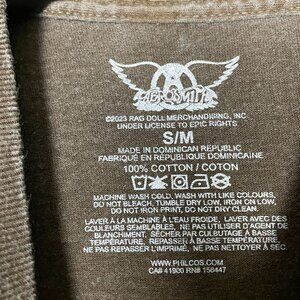 AEROSMITH
©2023 RAG DOLL MERCHANDISING, INC.
UNDER LICENSE TO EPIC RIGHTS
S/M
MADE IN DOMINICAN REPUBLIC
FABRIQUÉ EN RÉPUBLIQUE DOMINICAINE
100% COTTON / COTON
MACHINE WASH COLD, WASH WITH LIKE COLOURS,
DO NOT BLEACH, TUMBLE DRY LOW, IRON ON LOW,
DO NOT IRON PRINT, DO NOT DRY CLEAN.
LAVER À LA MACHINE À L'EAU FROIDE, LAVER AVEC DES
COULEURS SEMBLABLES, NE PAS UTILISER D'AGENT DE
BLANCHIMENT, SÉCHER PAR CULBUTAGE À BASSE
TEMPÉRATURE, REPASSER À BASSE TEMPÉRATURE,
NE PAS REPASSER L'IMPRIMÉ, NE PAS NETTOYER À SEC.
WWW.PHILCOS.COM
CA# 41900 RN# 156447